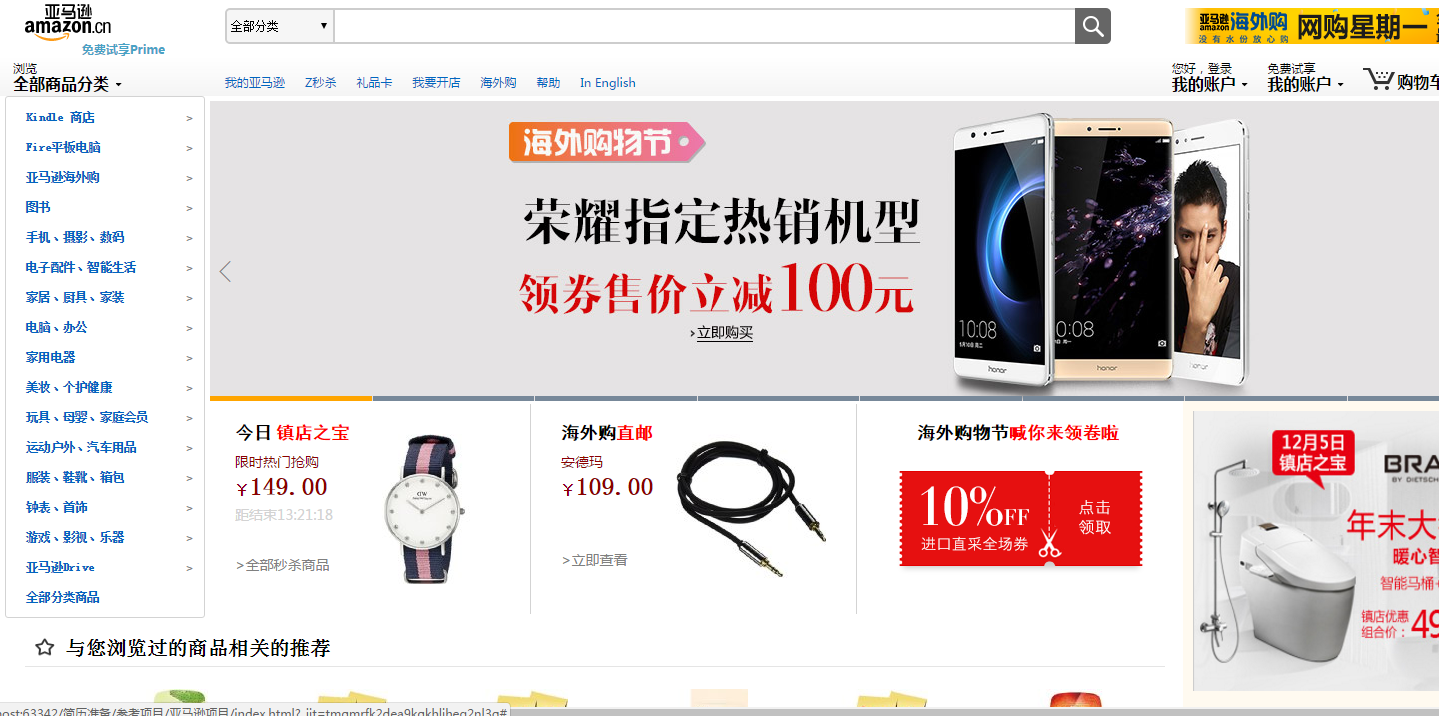 亚马逊
amazon.cn
免费试享Prime
全部分类
亚马逊
amazon.cn
海外购
没有水份放心购
网购星期一
浏览
全部商品分类
我的亚马逊 Z秒杀 礼品卡 我要开店 海外购 帮助 In English
您好，登录
我的账户
免费试享
我的账户
购物车
Kindle 商店 >
Fire平板电脑 >
亚马逊海外购 >
图书 >
手机、摄影、数码 >
电子配件、智能生活 >
家居、厨具、家装 >
电脑、办公 >
家用电器 >
美妆、个护健康 >
玩具、母婴、家庭会员 >
运动户外、汽车用品 >
服装、鞋靴、箱包 >
钟表、首饰 >
游戏、影视、乐器 >
亚马逊Drive >
全部分类商品
海外购物节
荣耀指定热销机型
领券售价立减100元
›立即购买
10:08
honor
10:08
honor
honor
今日 镇店之宝
限时热门抢购
￥149.00
距结束13:21:18
>全部秒杀商品
DW
海外购直邮
安德玛
￥109.00
>立即查看
海外购物节喊你来领卷啦
10%OFF
进口直采全场券
点击
领取
12月5日
镇店之宝
BRA
BY DIETSCH
年末大
暖心智
智能马桶+
镇店优惠
组合价：
49
与您浏览过的商品相关的推荐
ost:63342/简历准备/参考项目/亚马逊项目/index.html?_ijt=tmqmrfk2dea9kgkhlibeq2nl3g#